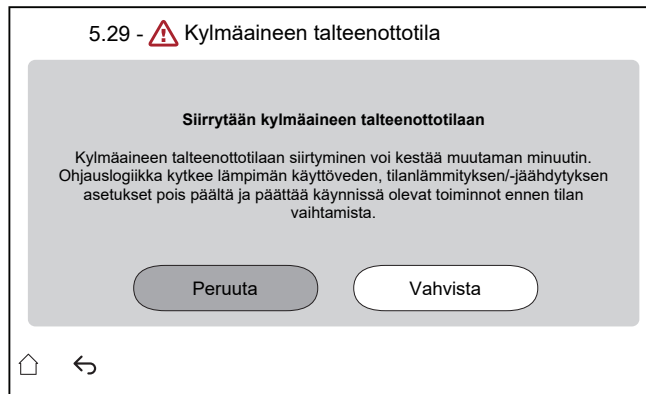 5.29 - Kylmäaineen talteenottotila
Siirrytään kylmäaineen talteenottotilaan
Kylmäaineen talteenottotilaan siirtyminen voi kestää muutaman minuutin.
Ohjauslogiikka kytkee lämpimän käyttöveden, tilanlämmityksen/-jäähdytyksen
asetukset pois päältä ja päättää käynnissä olevat toiminnot ennen tilan
vaihtamista.
Peruuta
Vahvista